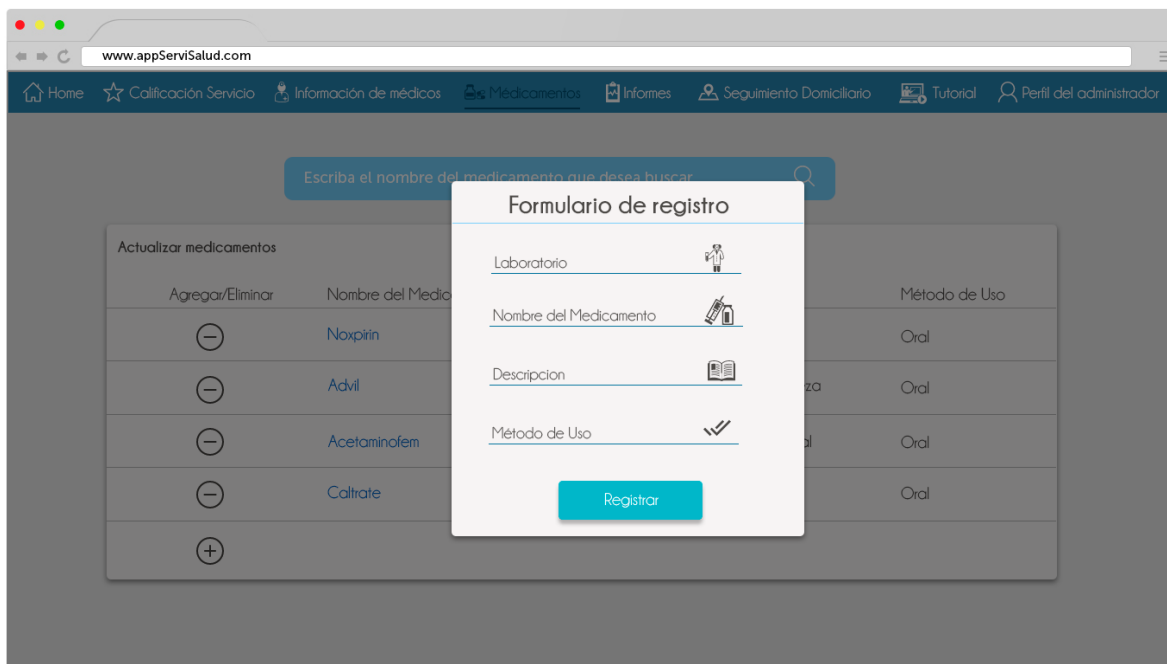 www.appServiSalud.com
Home Calificación Servicio Información de médicos Médicamentos Informes Seguimiento Domiciliario Tutorial Perfil del administrador
Escriba el nombre del medicamento que desea buscar
Formulario de registro
Actualizar medicamentos
Laboratorio
Agregar/Eliminar Nombre del Medic Método de Uso
Nombre del Medicamento
Noxpirin Oral
Descripcion
Advil za Oral
Método de Uso
Acetaminofem al Oral
Caltrate Oral
Registrar